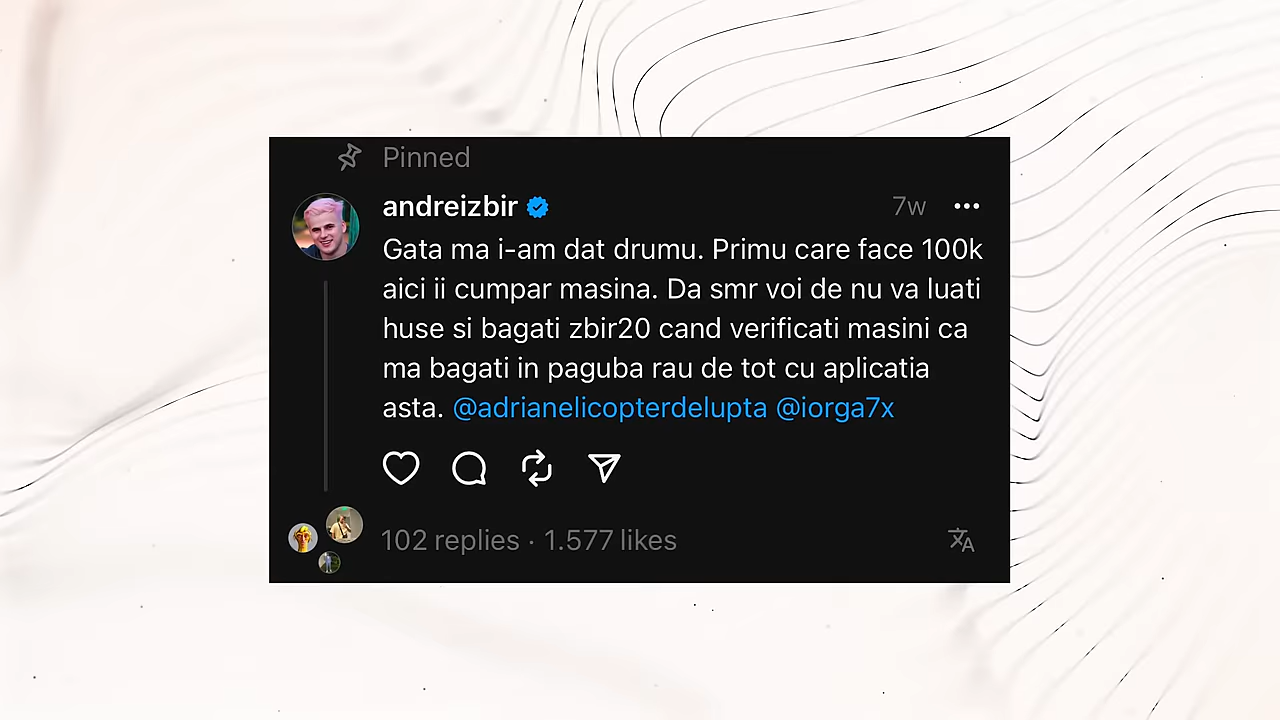 Pinned
andreizbir
7w
Gata ma i-am dat drumu. Primu care face 100k
aici ii cumpar masina. Da smr voi de nu va luati
huse si bagati zbir20 cand verificati masini ca
ma bagati in paguba rau de tot cu aplicatia
asta. @adrianelicopterdelupta @iorga7x
102 replies · 1.577 likes